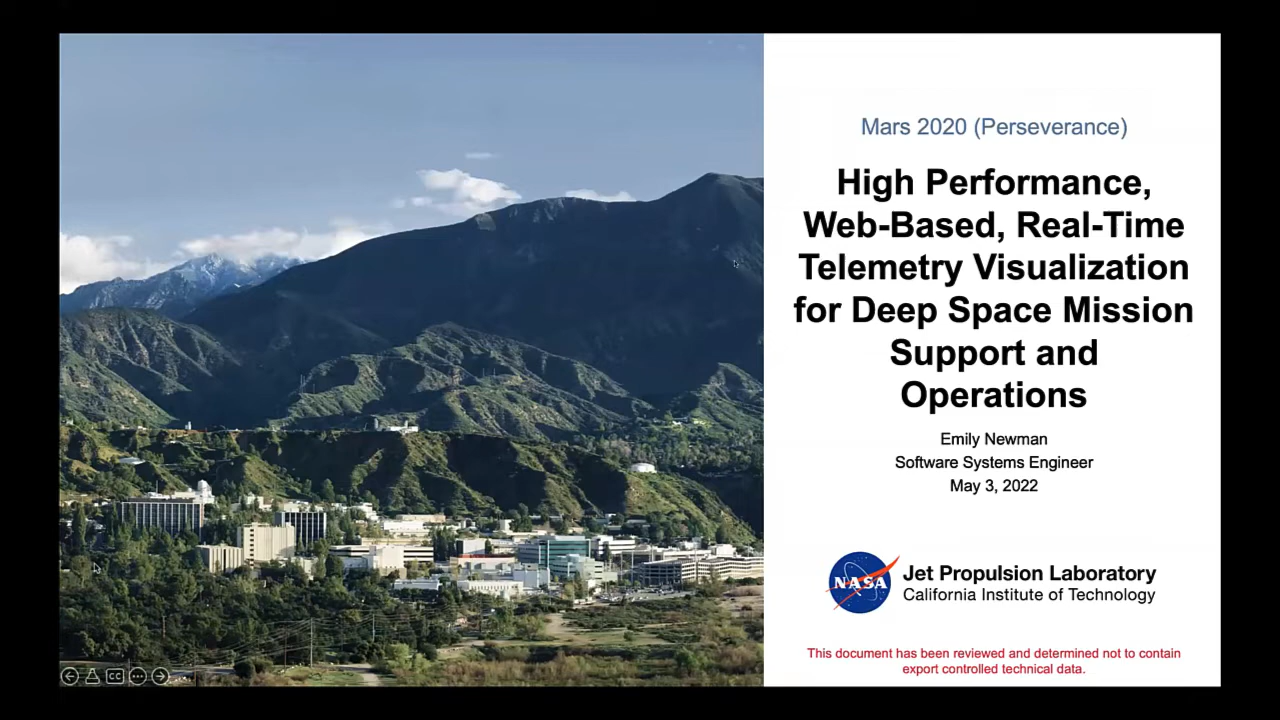 Mars 2020 (Perseverance)
High Performance,
Web-Based, Real-Time
Telemetry Visualization
for Deep Space Mission
Support and
Operations
Emily Newman
Software Systems Engineer
May 3, 2022
NASA
Jet Propulsion Laboratory
California Institute of Technology
This document has been reviewed and determined not to contain
export controlled technical data.
CC